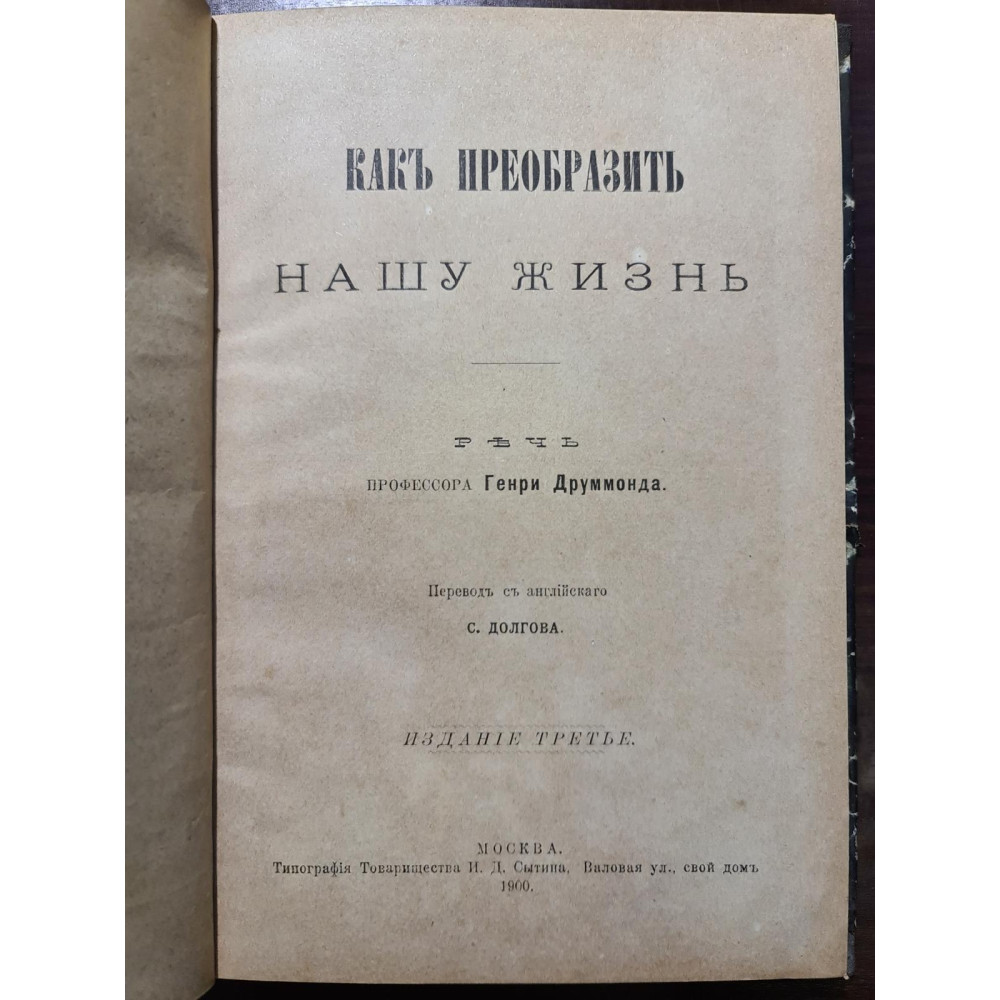 КАКЪ ПРЕОБРАЗИТЬ
НАШУ ЖИЗНЬ
РѢЧЬ
ПРОФЕССОРА Генри Друммонда.
Переводъ съ англійскаго
С. ДОЛГОВА.
ИЗДАНІЕ ТРЕТЬЕ.
МОСКВА.
Типографія Товарищества И. Д. Сытина, Валовая ул., свой домъ
1900.